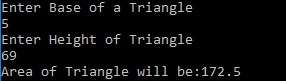 Enter Base of a Triangle
5
Enter Height of Triangle
69
Area of Triangle will be:172.5